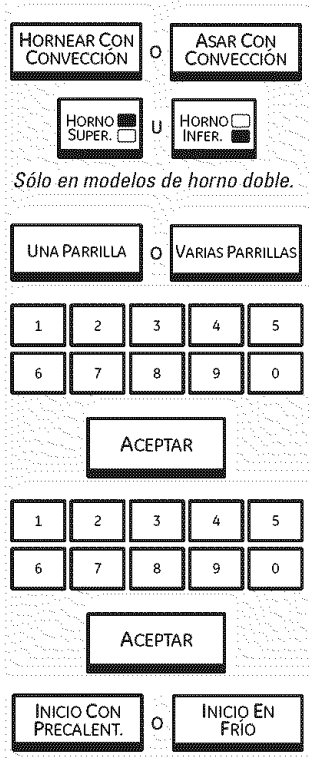 HORNEAR CON
CONVECCIÓN
O
ASAR CON
CONVECCIÓN
HORNO
SUPER.
U
HORNO
INFER.
Sólo en modelos de horno doble.
UNA PARRILLA
O
VARIAS PARRILLAS
1 2 3 4 5
6 7 8 9 0
ACEPTAR
1 2 3 4 5
6 7 8 9 0
ACEPTAR
INICIO CON
PRECALENT.
O
INICIO EN
FRÍO